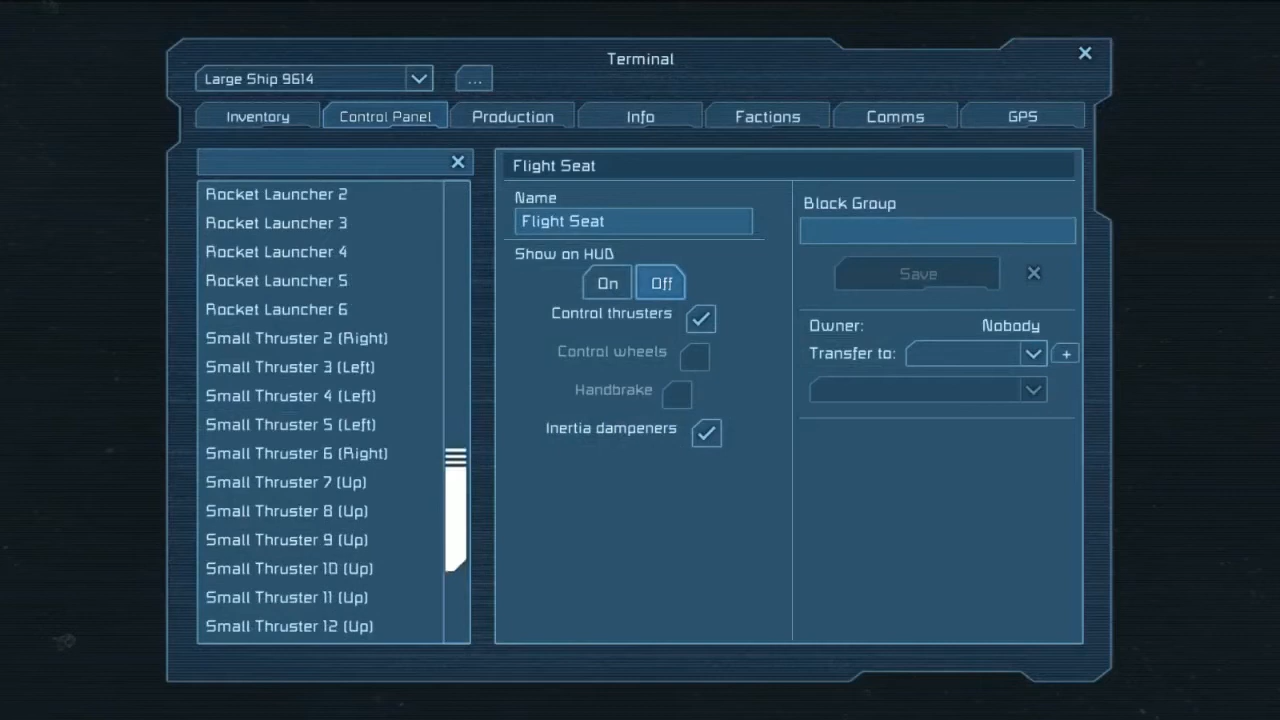 Terminal
Large Ship 9614
...
Inventory
Control Panel
Production
Info
Factions
Comms
GPS
Rocket Launcher 2
Rocket Launcher 3
Rocket Launcher 4
Rocket Launcher 5
Rocket Launcher 6
Small Thruster 2 (Right)
Small Thruster 3 (Left)
Small Thruster 4 (Left)
Small Thruster 5 (Left)
Small Thruster 6 (Right)
Small Thruster 7 (Up)
Small Thruster 8 (Up)
Small Thruster 9 (Up)
Small Thruster 10 (Up)
Small Thruster 11 (Up)
Small Thruster 12 (Up)
Flight Seat
Name
Flight Seat
Show on HUD
On
Off
Control thrusters
Control wheels
Handbrake
Inertia dampeners
Block Group
Save
Owner: Nobody
Transfer to:
+